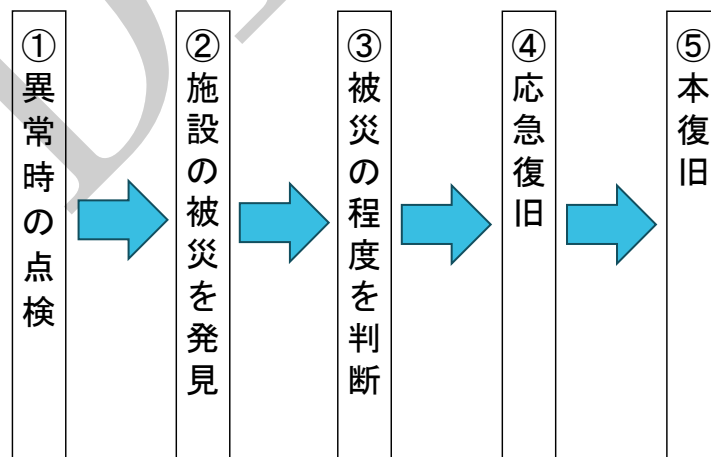 ①異常時の点検
②施設の被災を発見
③被災の程度を判断
④応急復旧
⑤本復旧